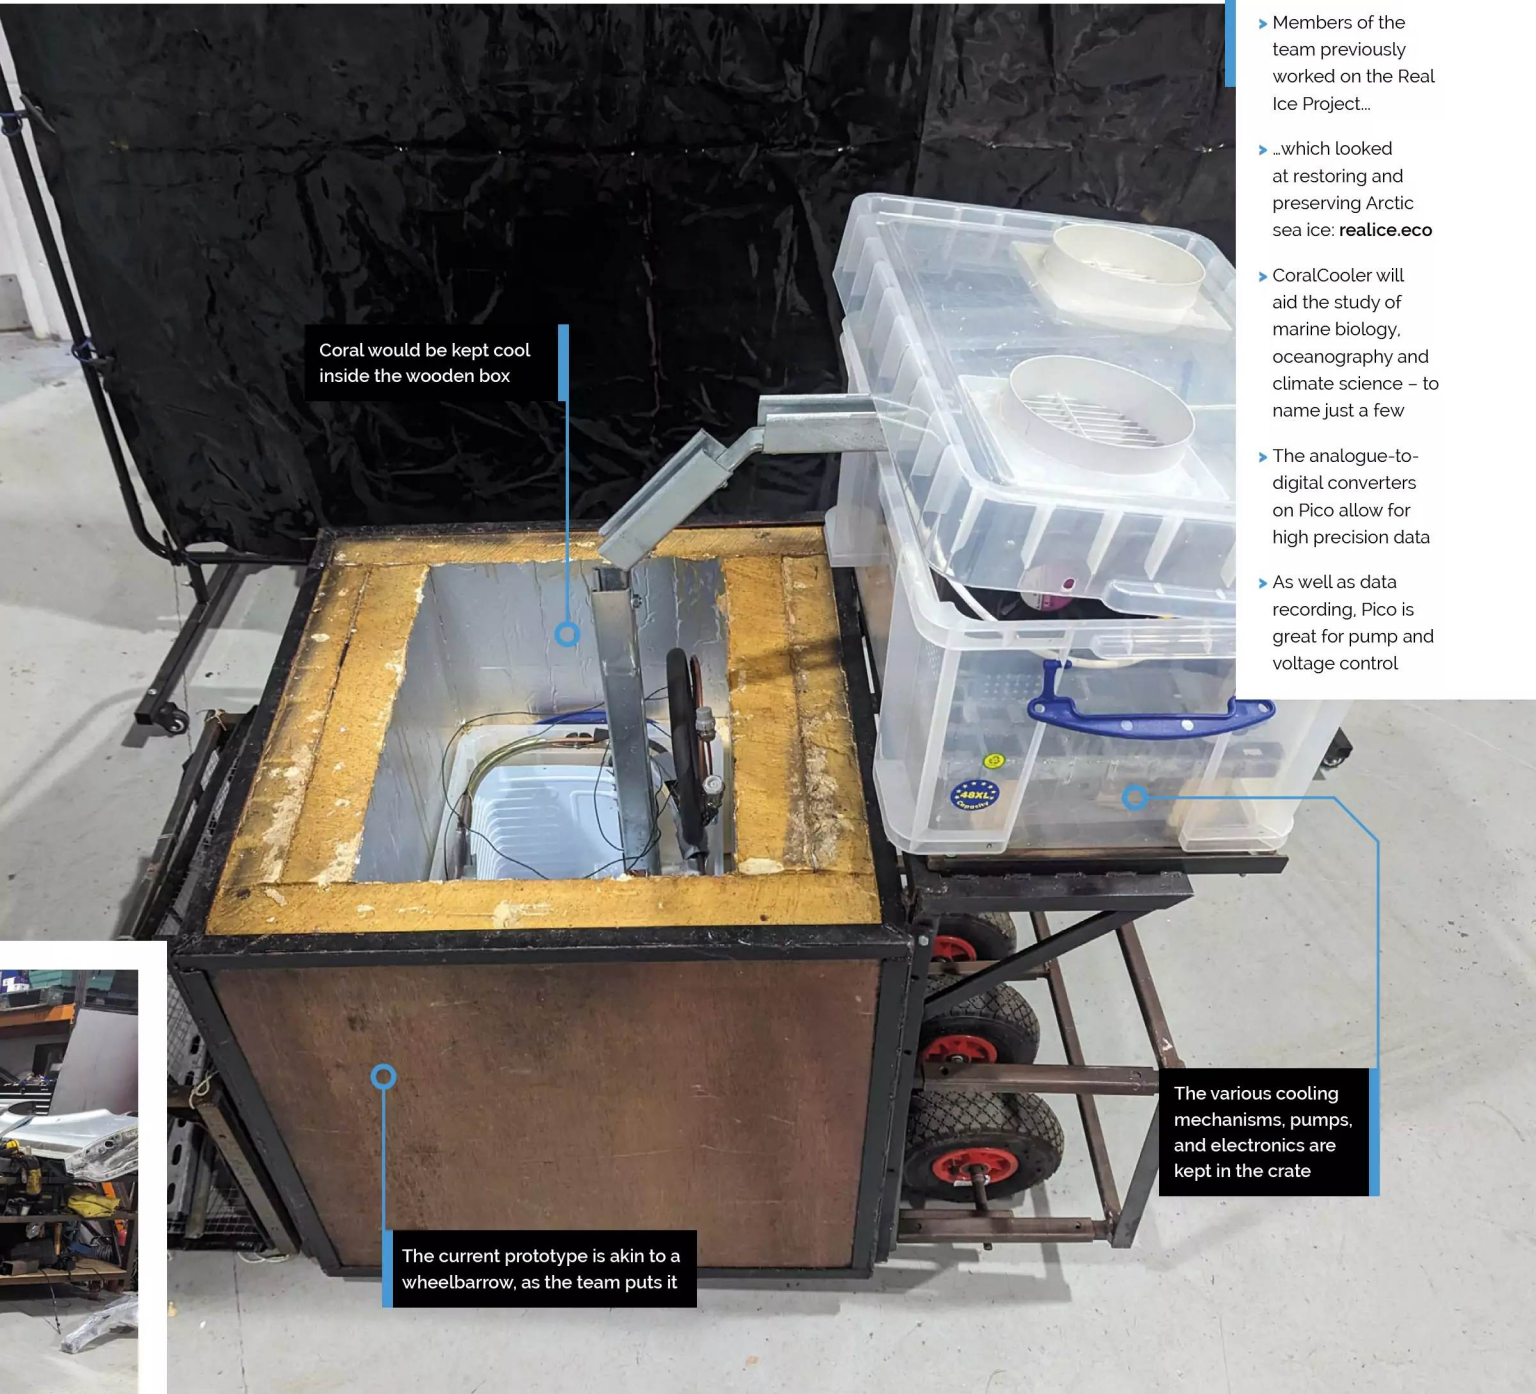 > Members of the
team previously
worked on the Real
Ice Project...
> ...which looked
at restoring and
preserving Arctic
sea ice: realice.eco
> CoralCooler will
aid the study of
marine biology,
oceanography and
climate science – to
name just a few
> The analogue-to-
digital converters
on Pico allow for
high precision data
> As well as data
recording, Pico is
great for pump and
voltage control
Coral would be kept cool
inside the wooden box
48XL
Capacity
The various cooling
mechanisms, pumps,
and electronics are
kept in the crate
The current prototype is akin to a
wheelbarrow, as the team puts it